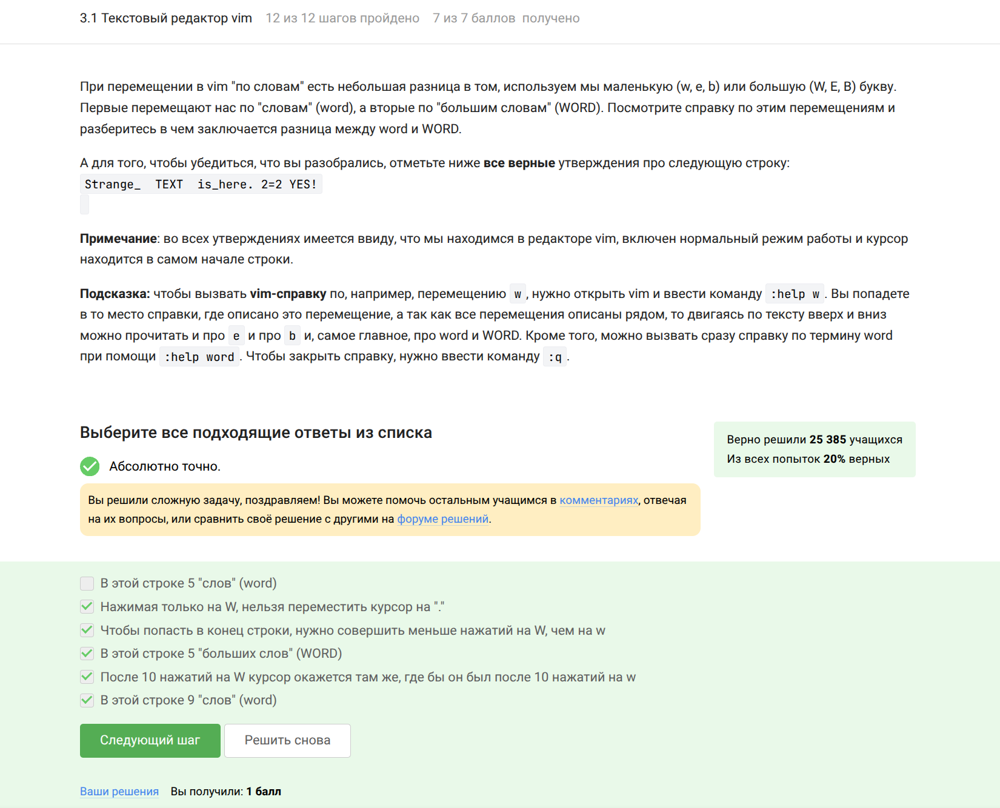 3.1 Текстовый редактор vim 12 из 12 шагов пройдено 7 из 7 баллов получено
При перемещении в vim "по словам" есть небольшая разница в том, используем мы маленькую (w, e, b) или большую (W, E, B) букву.
Первые перемещают нас по "словам" (word), а вторые по "большим словам" (WORD). Посмотрите справку по этим перемещениям и
разберитесь в чем заключается разница между word и WORD.
А для того, чтобы убедиться, что вы разобрались, отметьте ниже все верные утверждения про следующую строку:
Strange_  TEXT  is_here. 2=2 YES!
Примечание: во всех утверждениях имеется ввиду, что мы находимся в редакторе vim, включен нормальный режим работы и курсор
находится в самом начале строки.
Подсказка: чтобы вызвать vim-справку по, например, перемещению w, нужно открыть vim и ввести команду :help w. Вы попадете
в то место справки, где описано это перемещение, а так как все перемещения описаны рядом, то двигаясь по тексту вверх и вниз
можно прочитать и про e и про b и, самое главное, про word и WORD. Кроме того, можно вызвать сразу справку по термину word
при помощи :help word. Чтобы закрыть справку, нужно ввести команду :q.
Выберите все подходящие ответы из списка
Верно решили 25 385 учащихся
Из всех попыток 20% верных
Абсолютно точно.
Вы решили сложную задачу, поздравляем! Вы можете помочь остальным учащимся в комментариях, отвечая
на их вопросы, или сравнить своё решение с другими на форуме решений.
В этой строке 5 "слов" (word)
Нажимая только на W, нельзя переместить курсор на "."
Чтобы попасть в конец строки, нужно совершить меньше нажатий на W, чем на w
В этой строке 5 "больших слов" (WORD)
После 10 нажатий на W курсор окажется там же, где бы он был после 10 нажатий на w
В этой строке 9 "слов" (word)
Следующий шаг Решить снова
Ваши решения Вы получили: 1 балл